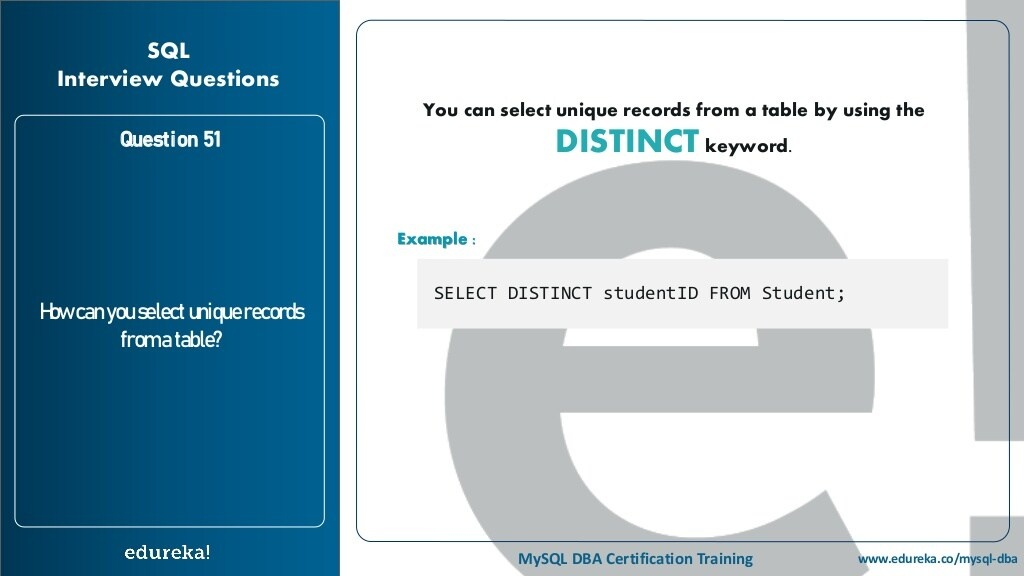 SQL
Interview Questions
Question 51
How can you select unique records
from a table?
edureka!
You can select unique records from a table by using the
DISTINCT keyword.
Example :
SELECT DISTINCT studentID FROM Student;
MySQL DBA Certification Training
www.edureka.co/mysql-dba